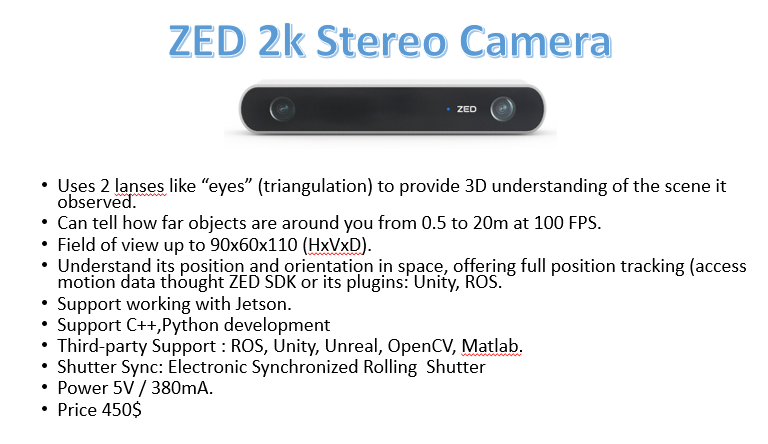 ZED 2k Stereo Camera
ZED
• Uses 2 lanses like “eyes” (triangulation) to provide 3D understanding of the scene it
observed.
• Can tell how far objects are around you from 0.5 to 20m at 100 FPS.
• Field of view up to 90x60x110 (HxVxD).
• Understand its position and orientation in space, offering full position tracking (access
motion data thought ZED SDK or its plugins: Unity, ROS.
• Support working with Jetson.
• Support C++,Python development
• Third-party Support : ROS, Unity, Unreal, OpenCV, Matlab.
• Shutter Sync: Electronic Synchronized Rolling  Shutter
• Power 5V / 380mA.
• Price 450$